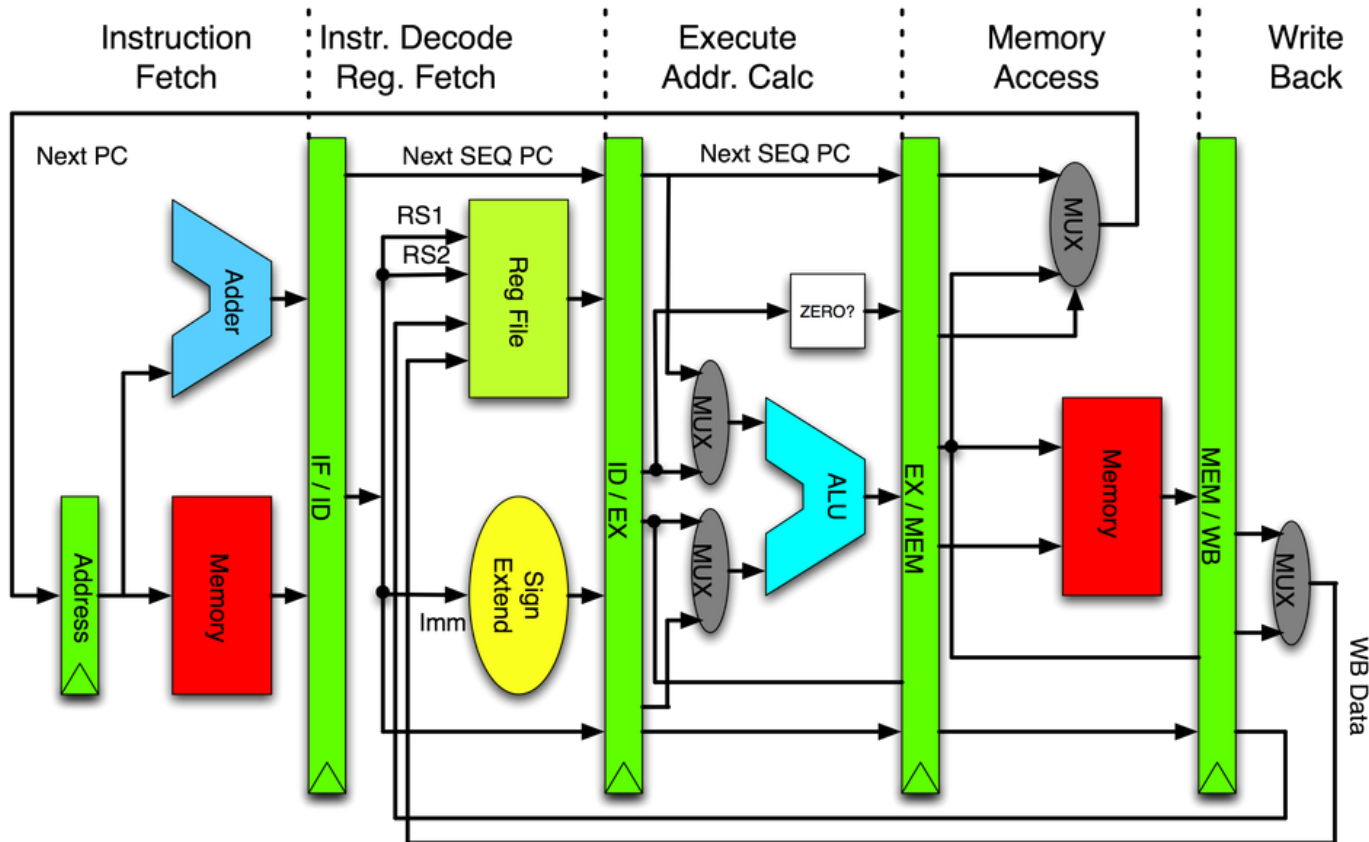 Instruction
Fetch
Instr. Decode
Reg. Fetch
Execute
Addr. Calc
Memory
Access
Write
Back
Next PC
Next SEQ PC
Next SEQ PC
RS1
RS2
Reg File
MUX
Adder
ZERO?
MUX
IF / ID
ID / EX
ALU
EX / MEM
Memory
MEM / WB
MUX
MUX
Address
Memory
Sign
Extend
Imm
WB Data